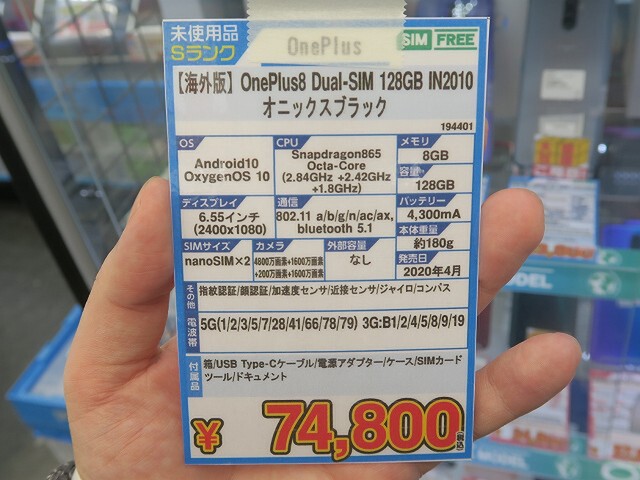 未使用品
Sランク
OnePlus
SIM FREE
【海外版】 OnePlus8 Dual-SIM 128GB IN2010
オニックスブラック
194401
OS
Android10
OxygenOS 10
CPU
Snapdragon865
Octa-Core
(2.84GHz +2.42GHz
+1.8GHz)
メモリ
8GB
容量
128GB
ディスプレイ
6.55インチ
(2400x1080)
通信
802.11 a/b/g/n/ac/ax,
bluetooth 5.1
バッテリー
4,300mA
本体重量
約180g
SIMサイズ
nanoSIM×2
カメラ
4800万画素+1600万画素
+200万画素+1600万画素
外部容量
なし
発売日
2020年4月
その他
指紋認証/顔認証/加速度センサ/近接センサ/ジャイロ/コンパス
電波帯
5G(1/2/3/5/7/28/41/66/78/79) 3G:B1/2/4/5/8/9/19
付属品
箱/USB Type-Cケーブル/電源アダプター/ケース/SIMカード
ツール/ドキュメント
¥ 74,800 (税込)